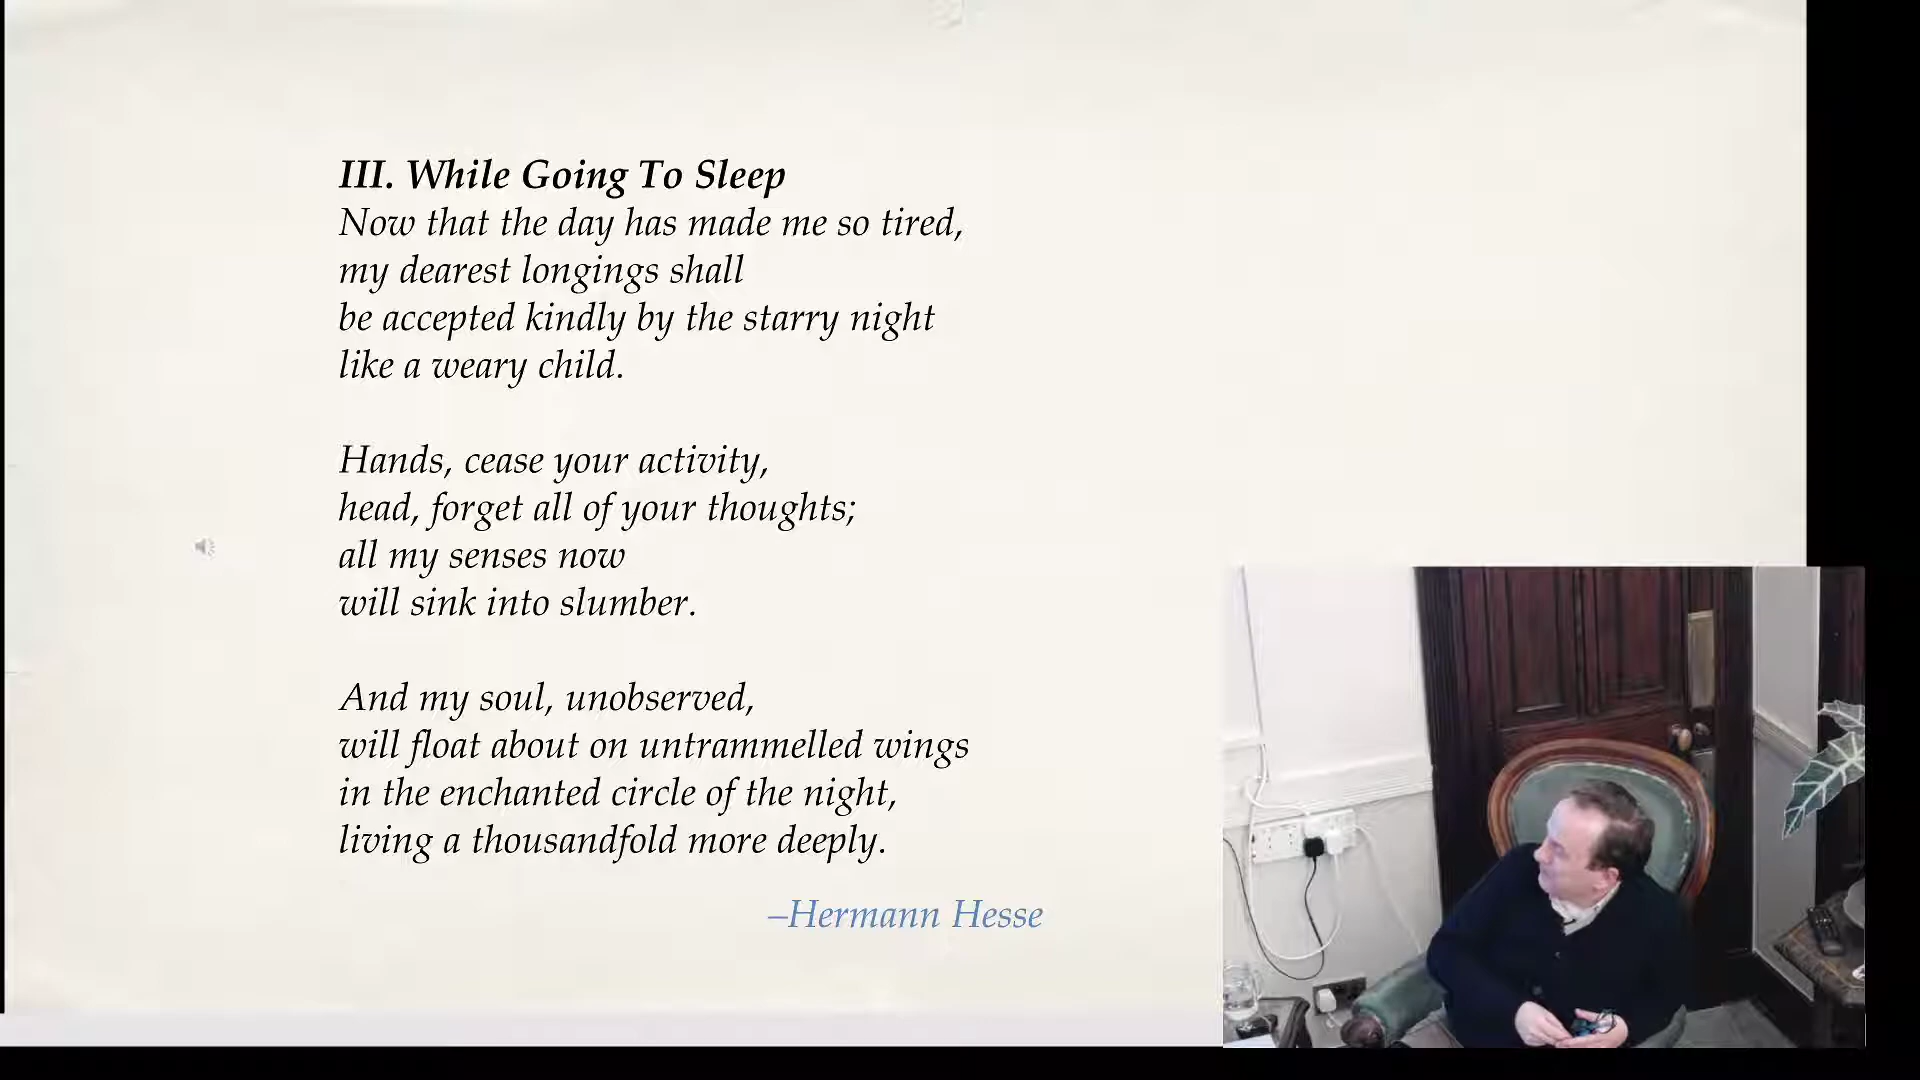 III. While Going To Sleep
Now that the day has made me so tired,
my dearest longings shall
be accepted kindly by the starry night
like a weary child.
Hands, cease your activity,
head, forget all of your thoughts;
all my senses now
will sink into slumber.
And my soul, unobserved,
will float about on untrammelled wings
in the enchanted circle of the night,
living a thousandfold more deeply.
–Hermann Hesse